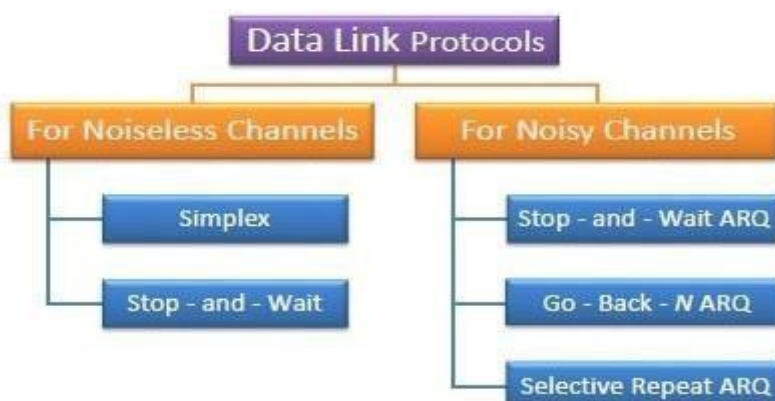 Data Link Protocols
For Noiseless Channels
Simplex
Stop - and - Wait
For Noisy Channels
Stop - and - Wait ARQ
Go - Back - N ARQ
Selective Repeat ARQ